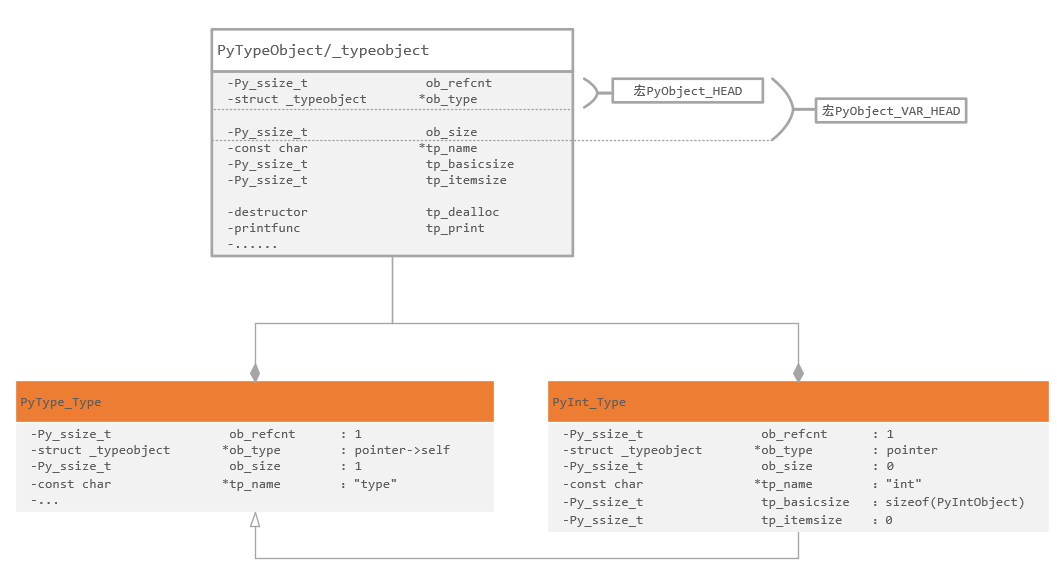 PyTypeObject/_typeobject
-Py_ssize_t ob_refcnt
-struct _typeobject *ob_type
宏PyObject_HEAD
宏PyObject_VAR_HEAD
-Py_ssize_t ob_size
-const char *tp_name
-Py_ssize_t tp_basicsize
-Py_ssize_t tp_itemsize
-destructor tp_dealloc
-printfunc tp_print
-......
PyType_Type
-Py_ssize_t ob_refcnt : 1
-struct _typeobject *ob_type : pointer->self
-Py_ssize_t ob_size : 1
-const char *tp_name : "type"
-...
PyInt_Type
-Py_ssize_t ob_refcnt : 1
-struct _typeobject *ob_type : pointer
-Py_ssize_t ob_size : 0
-const char *tp_name : "int"
-Py_ssize_t tp_basicsize : sizeof(PyIntObject)
-Py_ssize_t tp_itemsize : 0